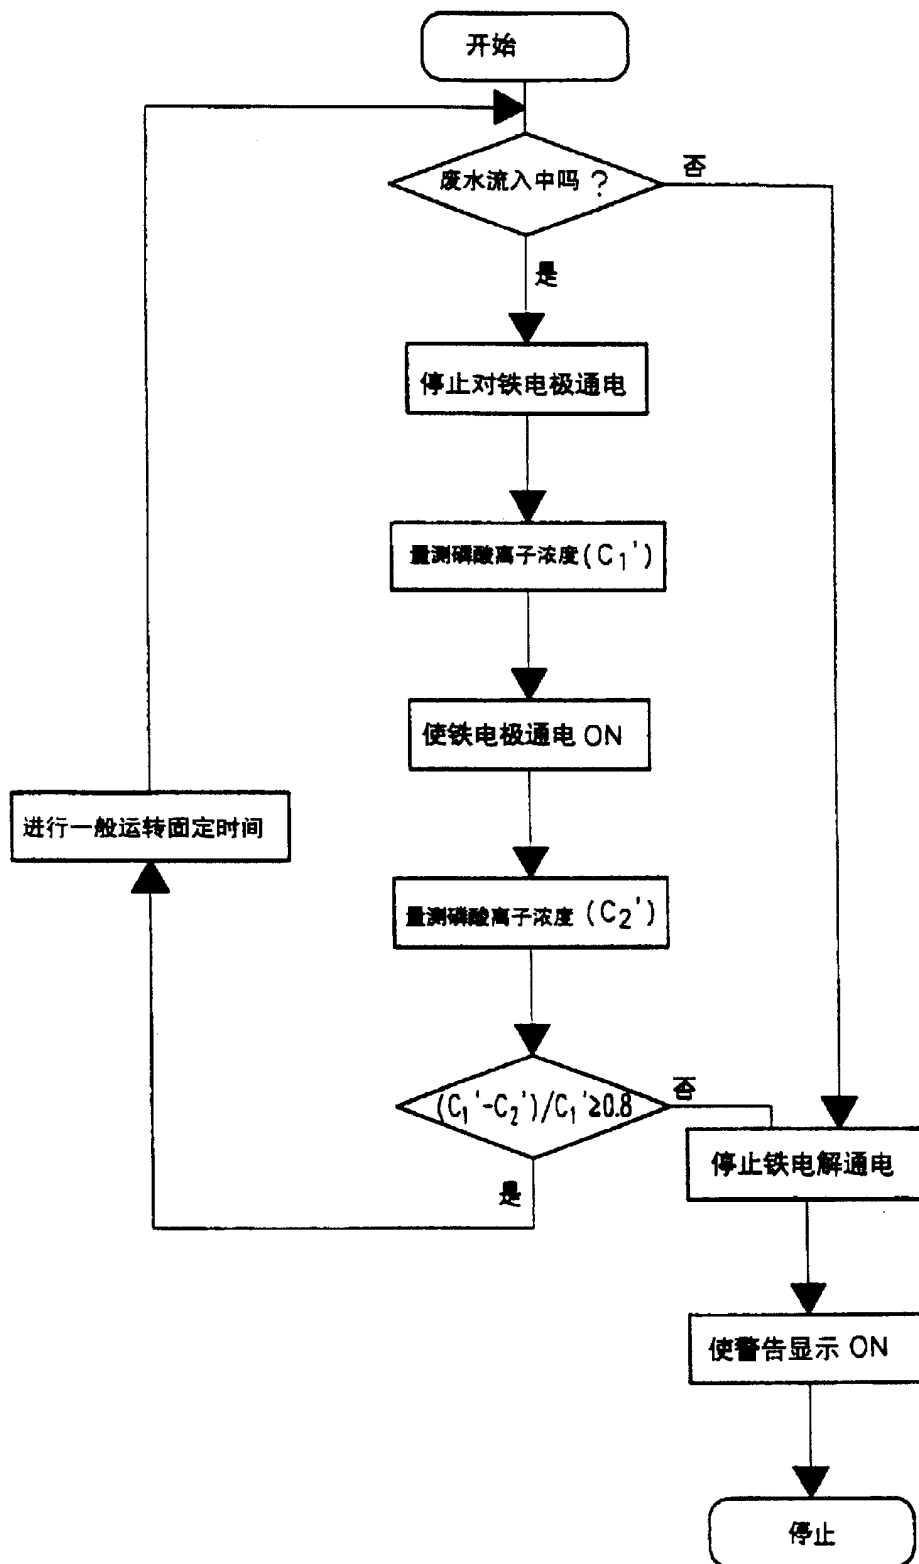 开始
废水流入中吗?
否
是
停止对铁电极通电
量测磷酸离子浓度(C₁')
使铁电极通电 ON
进行一般运转固定时间
量测磷酸离子浓度(C₂')
(C₁'-C₂')/C₁'≥0.8
否
是
停止铁电解通电
使警告显示 ON
停止